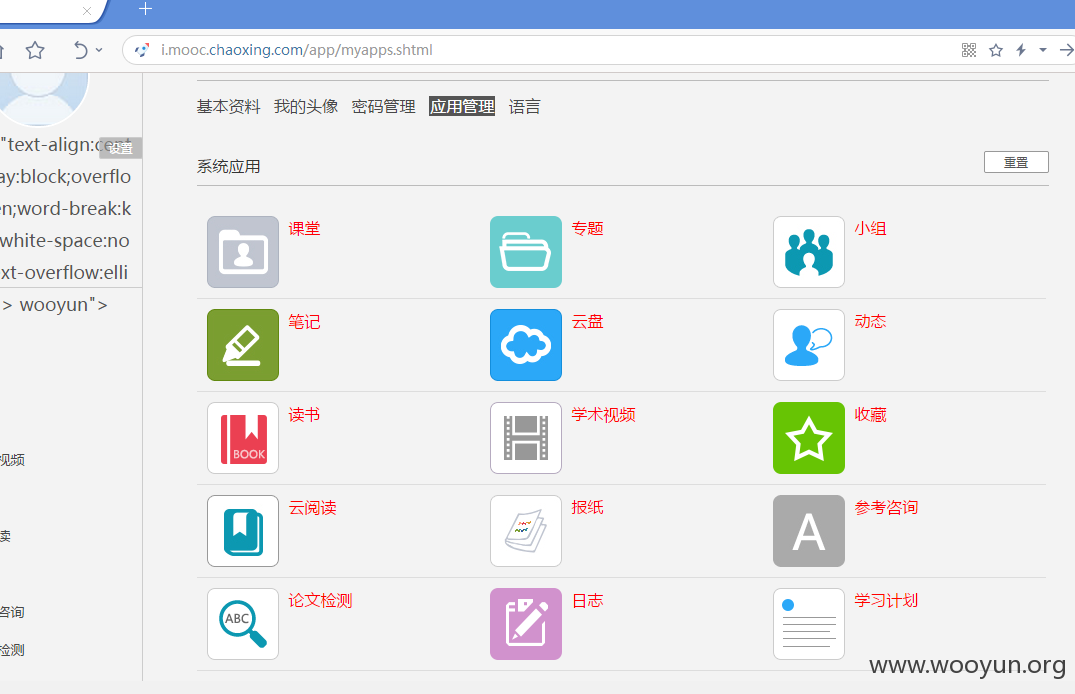 i.mooc.chaoxing.com/app/myapps.shtml
基本资料 我的头像 密码管理 应用管理 语言
"text-align:cent
设置
ay:block;overflo
en;word-break:k
white-space:no
xt-overflow:elli
> wooyun">
系统应用 重置
课堂 专题 小组
笔记 云盘 动态
读书 学术视频 收藏
BOOK
云阅读 报纸 参考咨询
A
论文检测 日志 学习计划
ABC
视频
读
咨询
检测
www.wooyun.org